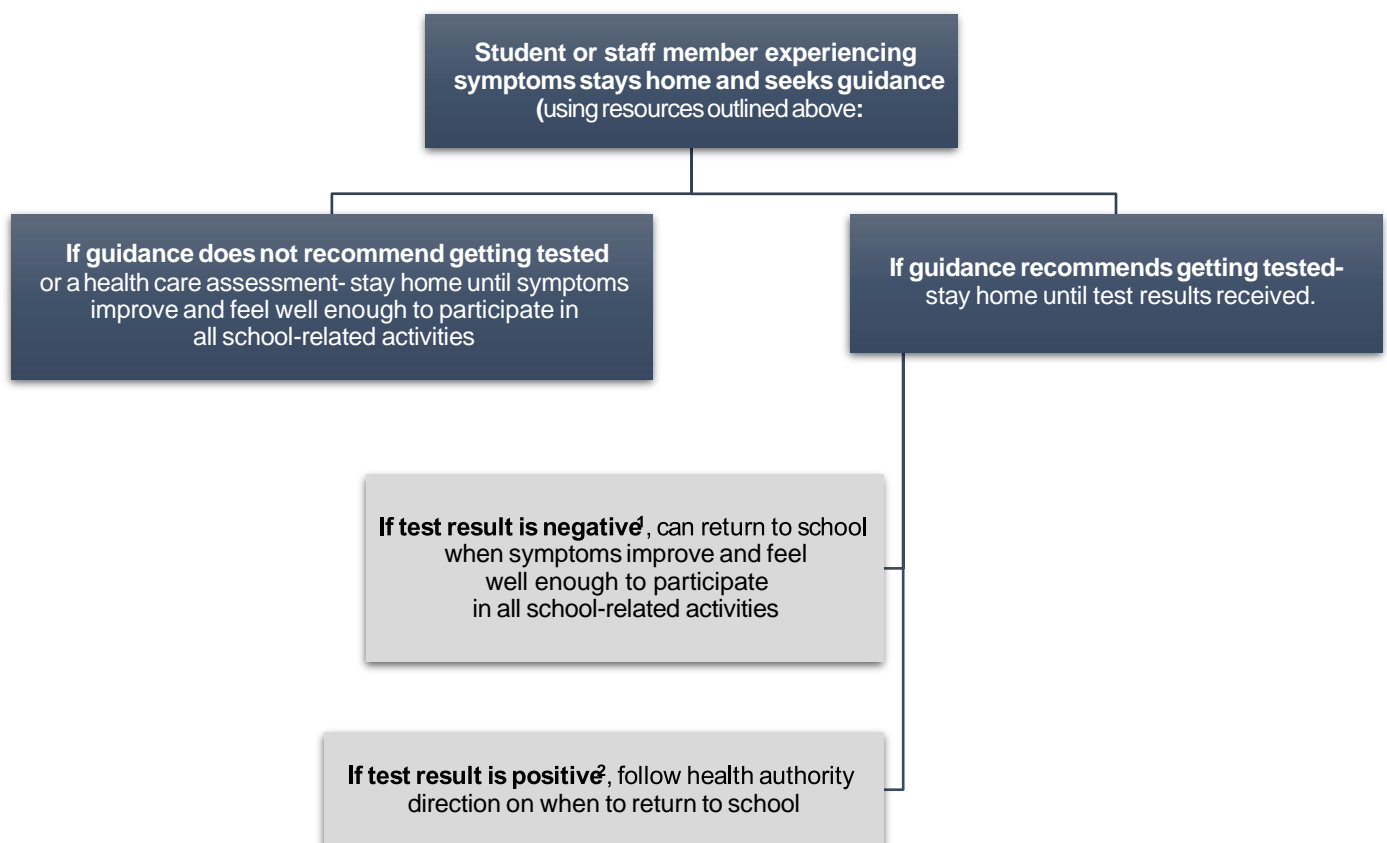 Student or staff member experiencing
symptoms stays home and seeks guidance
(using resources outlined above:
If guidance does not recommend getting tested
or a health care assessment- stay home until symptoms
improve and feel well enough to participate in
all school-related activities
If guidance recommends getting tested-
stay home until test results received.
If test result is negative¹, can return to school
when symptoms improve and feel
well enough to participate
in all school-related activities
If test result is positive², follow health authority
direction on when to return to school